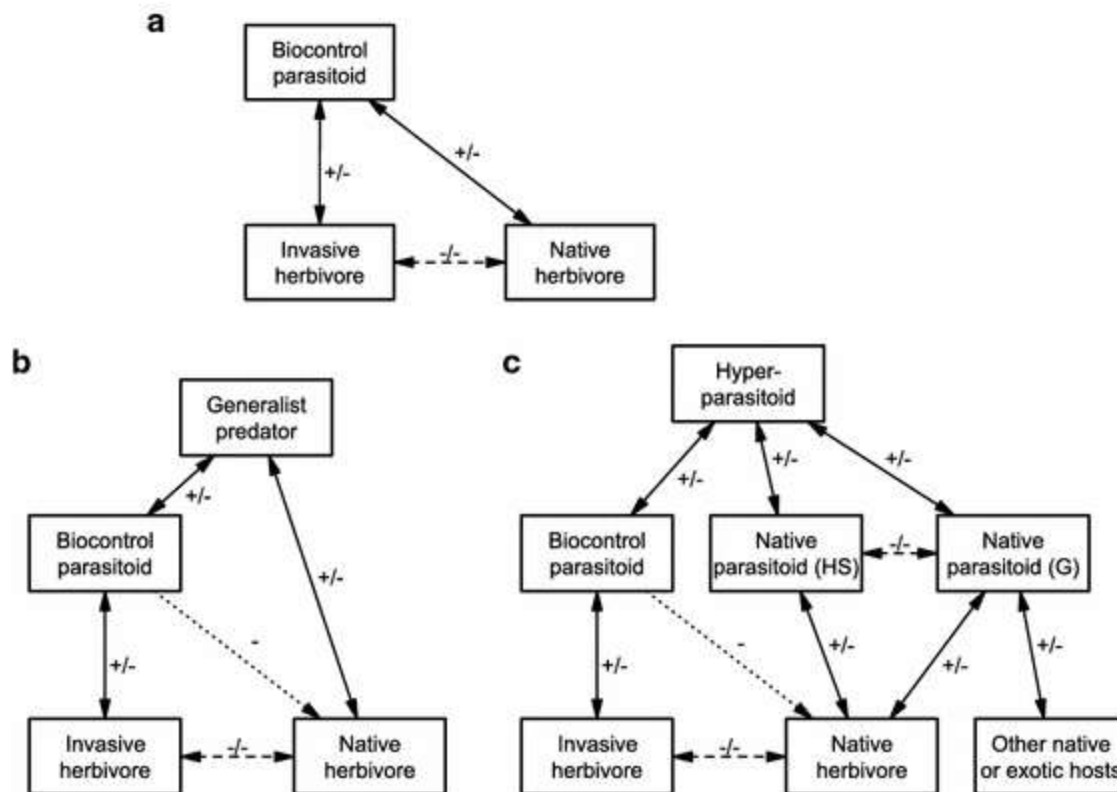 a
Biocontrol
parasitoid
+/-
+/-
Invasive
herbivore
-/-
Native
herbivore
b
Generalist
predator
+/-
Biocontrol
parasitoid
+/-
-
+/-
Invasive
herbivore
-/-
Native
herbivore
c
Hyper-
parasitoid
+/-
+/-
+/-
Biocontrol
parasitoid
Native
parasitoid (HS)
-/-
Native
parasitoid (G)
+/-
-
+/-
+/-
+/-
Invasive
herbivore
-/-
Native
herbivore
Other native
or exotic hosts